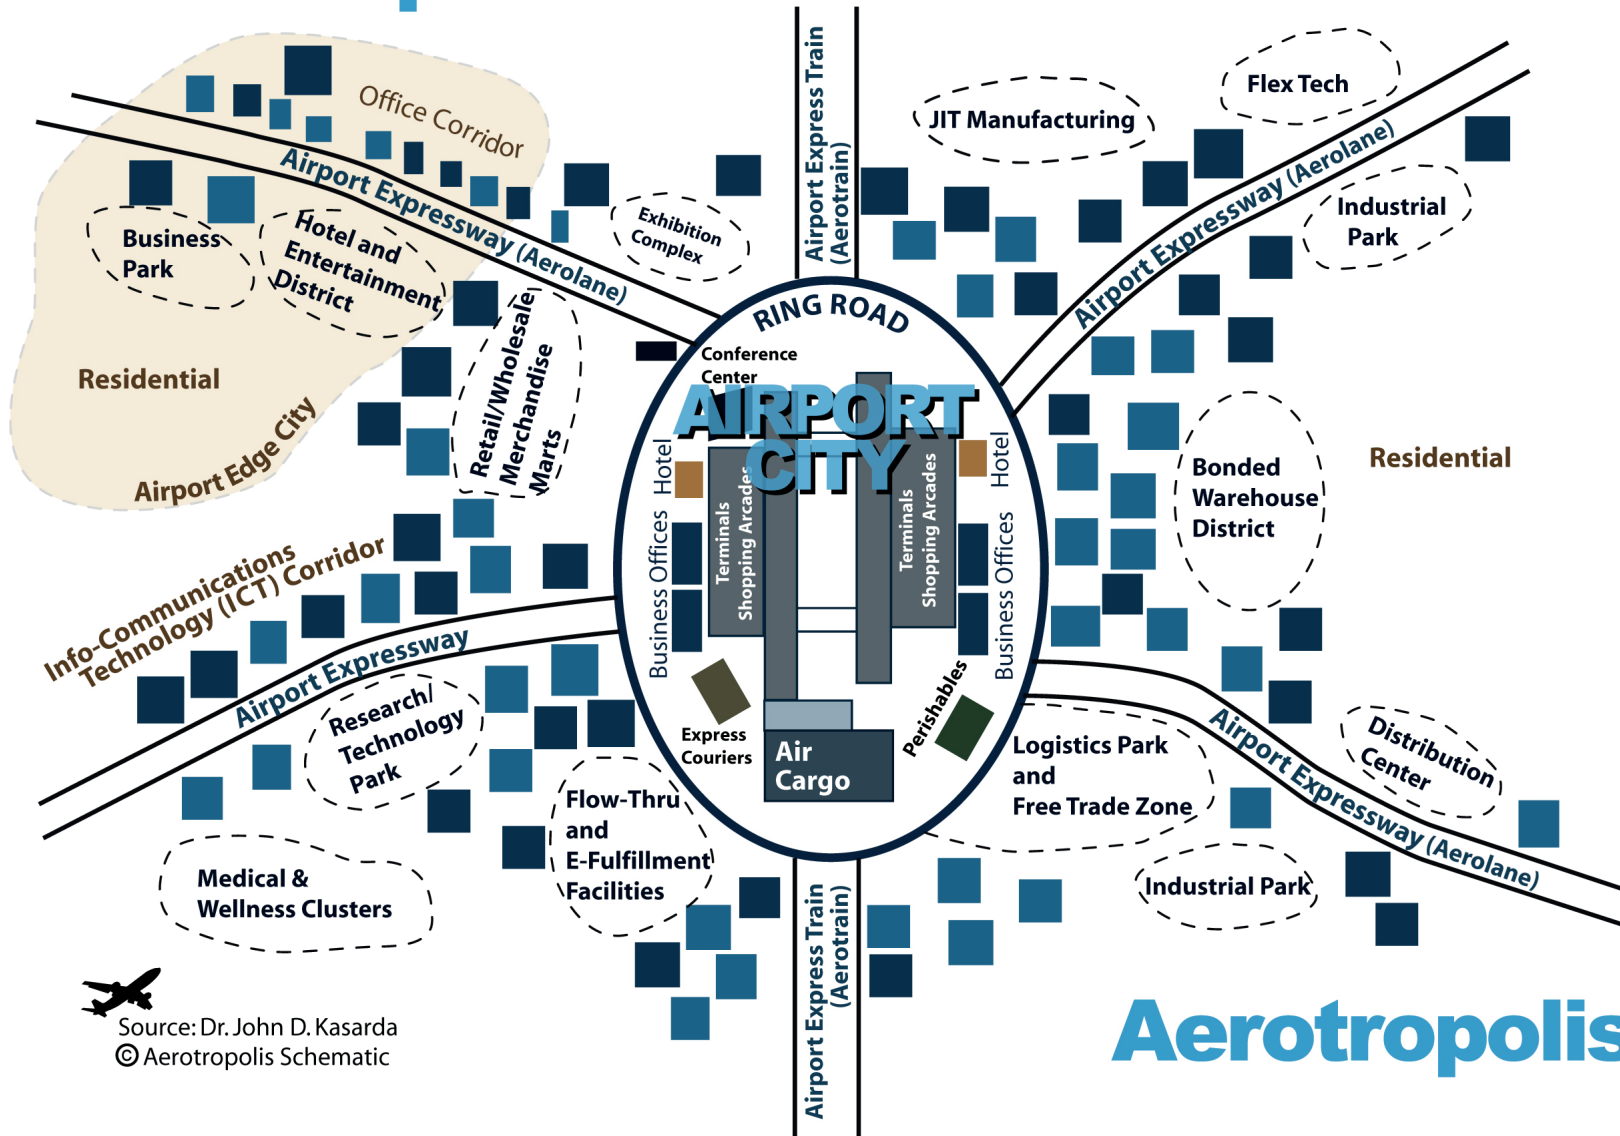 Office Corridor
Airport Expressway (Aerolane)
Business
Park
Hotel and
Entertainment
District
Residential
Airport Edge City
Exhibition
Complex
Retail/Wholesale
Merchandise
Marts
Airport Express Train
(Aerotrain)
JIT Manufacturing
Flex Tech
Airport Expressway (Aerolane)
Industrial
Park
RING ROAD
Conference
Center
AIRPORT
CITY
Hotel
Hotel
Terminals
Shopping Arcades
Terminals
Shopping Arcades
Business Offices
Business Offices
Express
Couriers
Air
Cargo
Perishables
Bonded
Warehouse
District
Residential
Info-Communications
Technology (ICT) Corridor
Airport Expressway
Research/
Technology
Park
Medical &
Wellness Clusters
Flow-Thru
and
E-Fulfillment
Facilities
Logistics Park
and
Free Trade Zone
Airport Expressway (Aerolane)
Distribution
Center
Industrial Park
Airport Express Train
(Aerotrain)
Source: Dr. John D. Kasarda
© Aerotropolis Schematic
Aerotropolis